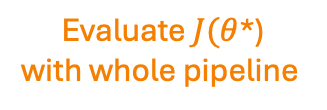 Evaluate J(θ*)
with whole pipeline